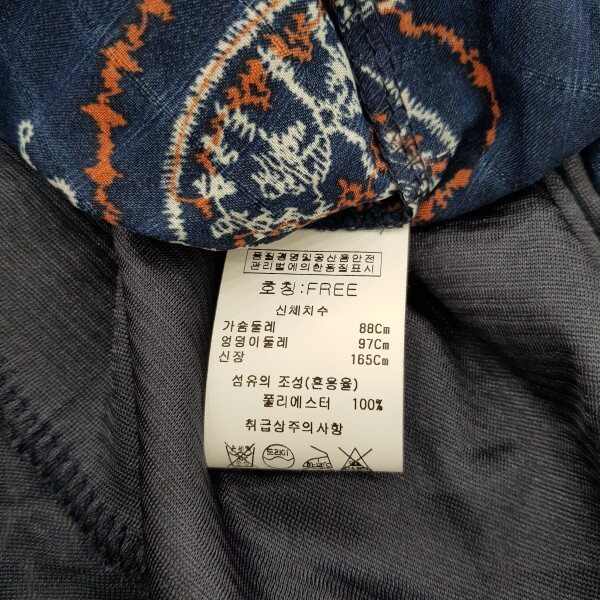 품질경영및공산품안전
관리법에의한품질표시
호칭:FREE
신체치수
가슴둘레 88Cm
엉덩이둘레 97Cm
신장 165Cm
섬유의 조성(혼용율)
폴리에스터 100%
취급상주의사항
드라이